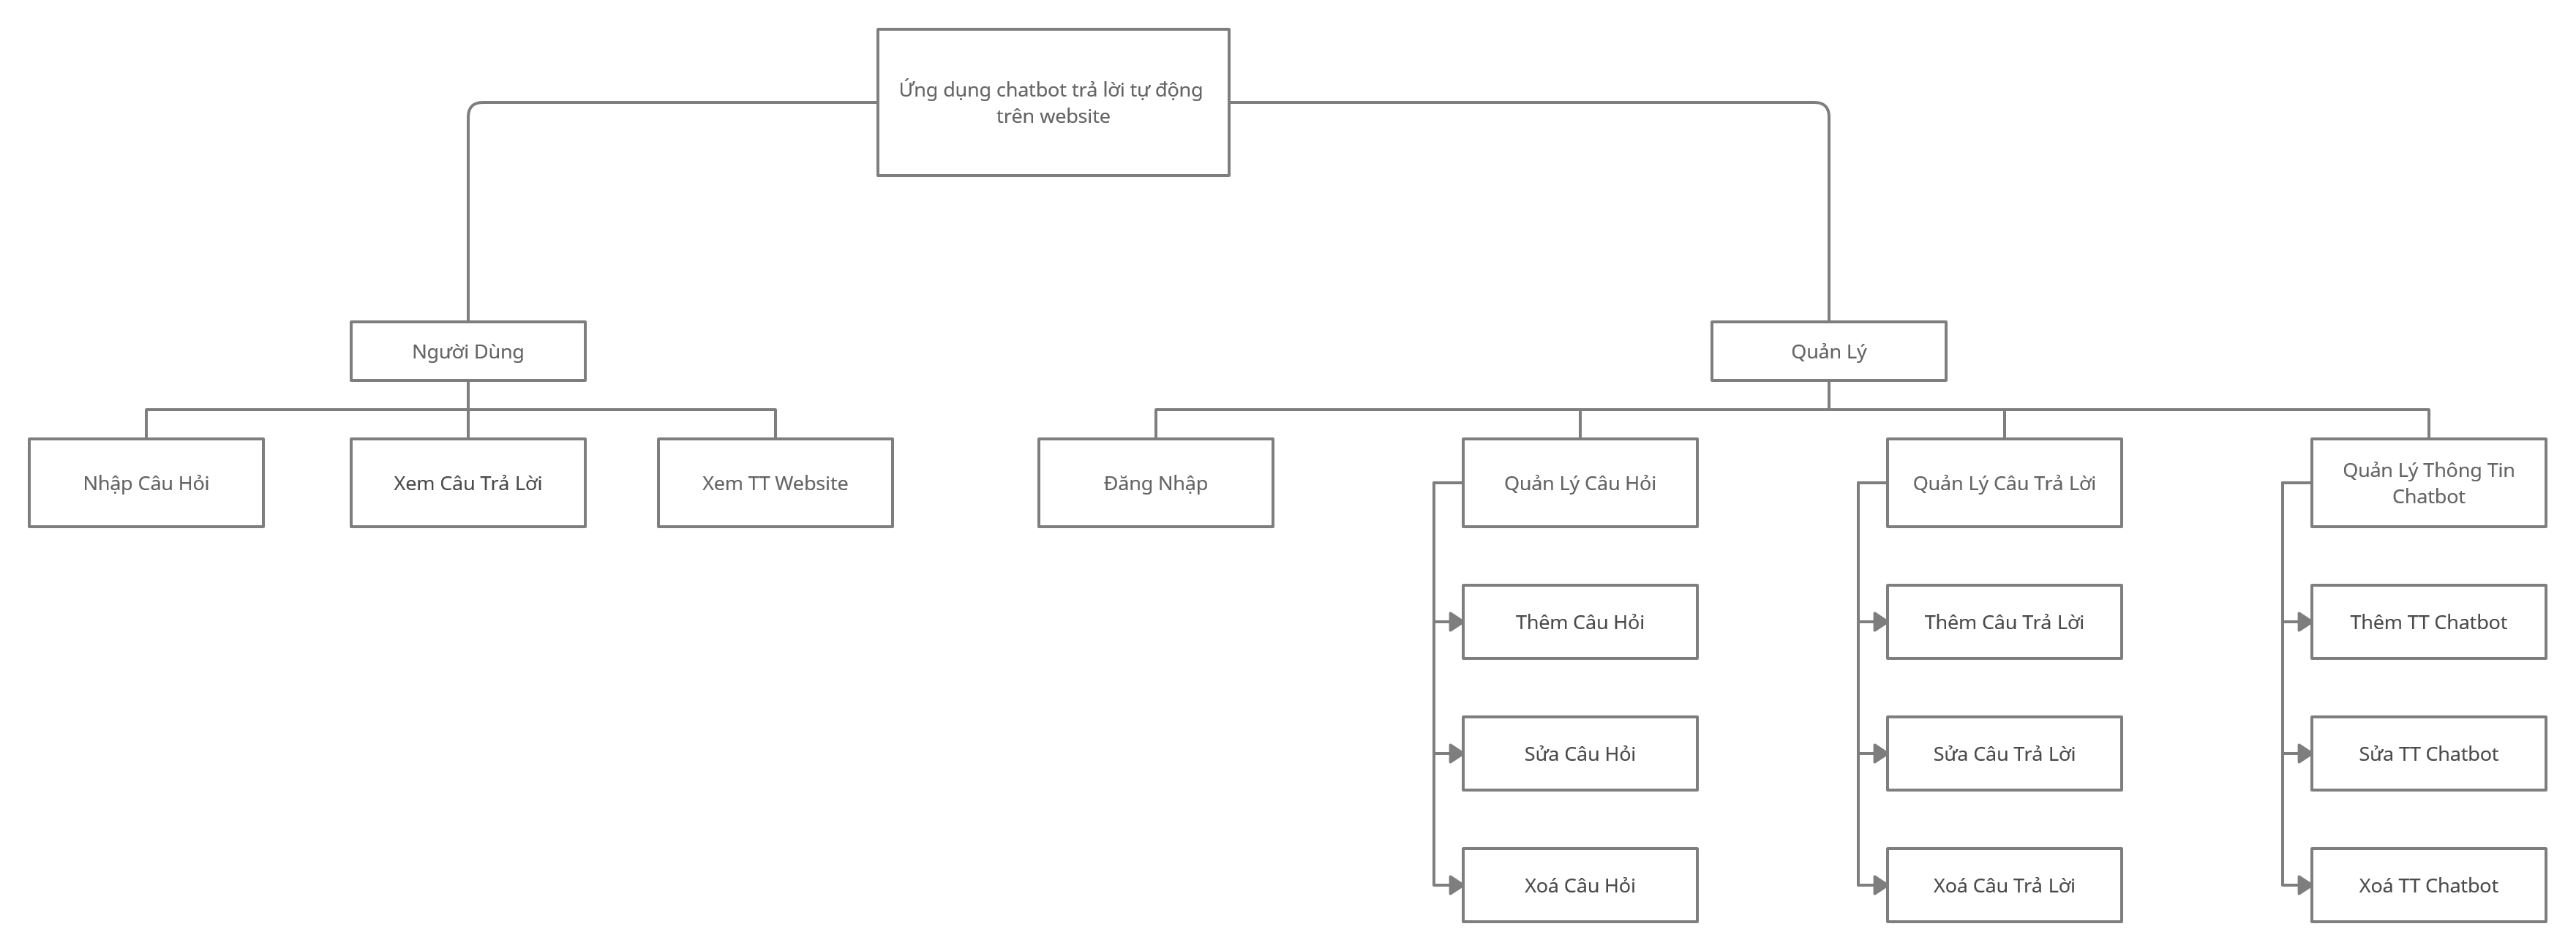 Ứng dụng chatbot trả lời tự động
trên website
Người Dùng
Quản Lý
Nhập Câu Hỏi
Xem Câu Trả Lời
Xem TT Website
Đăng Nhập
Quản Lý Câu Hỏi
Quản Lý Câu Trả Lời
Quản Lý Thông Tin
Chatbot
Thêm Câu Hỏi
Thêm Câu Trả Lời
Thêm TT Chatbot
Sửa Câu Hỏi
Sửa Câu Trả Lời
Sửa TT Chatbot
Xoá Câu Hỏi
Xoá Câu Trả Lời
Xoá TT Chatbot